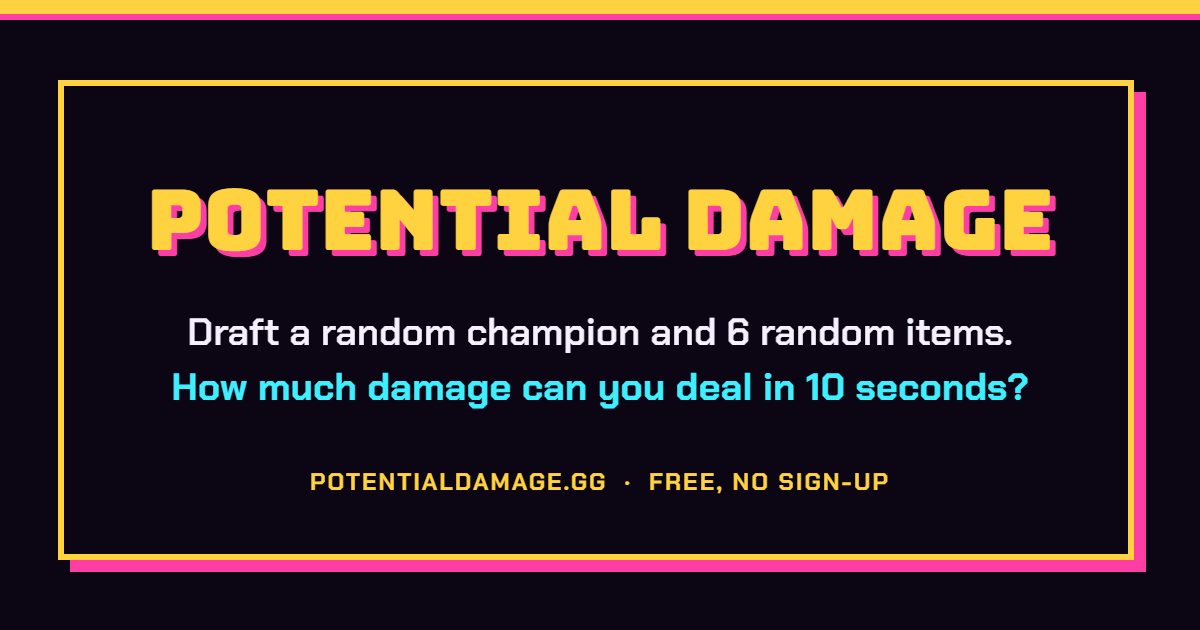 POTENTIAL DAMAGE
Draft a random champion and 6 random items.
How much damage can you deal in 10 seconds?
POTENTIALDAMAGE.GG · FREE, NO SIGN-UP